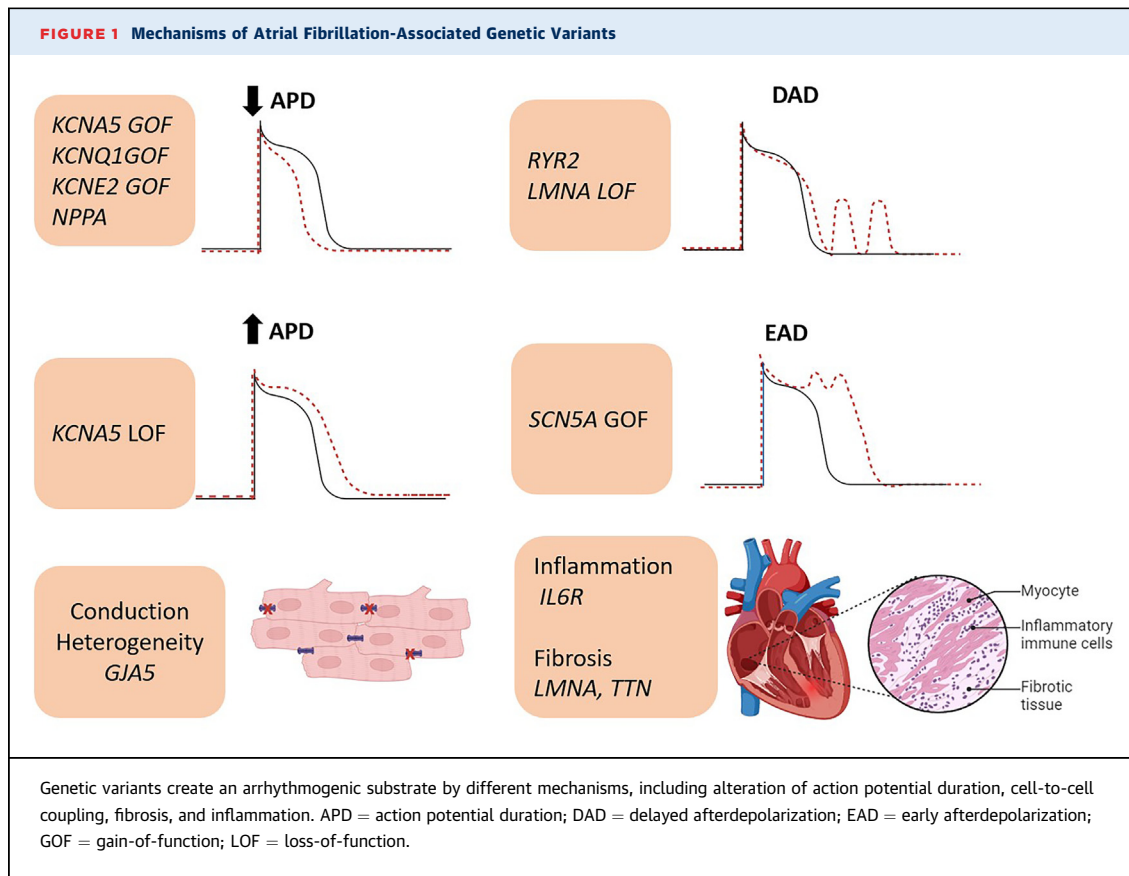 FIGURE 1 Mechanisms of Atrial Fibrillation-Associated Genetic Variants
APD
KCNA5 GOF
KCNQ1GOF
KCNE2 GOF
NPPA
DAD
RYR2
LMNA LOF
APD
KCNA5 LOF
EAD
SCN5A GOF
Conduction
Heterogeneity
GJA5
Inflammation
IL6R
Fibrosis
LMNA, TTN
Myocyte
Inflammatory
immune cells
Fibrotic
tissue
Genetic variants create an arrhythmogenic substrate by different mechanisms, including alteration of action potential duration, cell-to-cell
coupling, fibrosis, and inflammation. APD = action potential duration; DAD = delayed afterdepolarization; EAD = early afterdepolarization;
GOF = gain-of-function; LOF = loss-of-function.